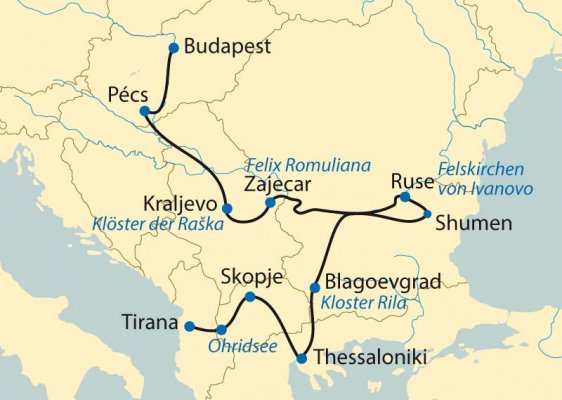 Budapest
Pécs
Felix Romuliana
Zajecar
Ruse
Felskirchen
von Ivanovo
Kraljevo
Klöster der Raška
Shumen
Skopje
Blagoevgrad
Kloster Rila
Tirana
Ohridsee
Thessaloniki